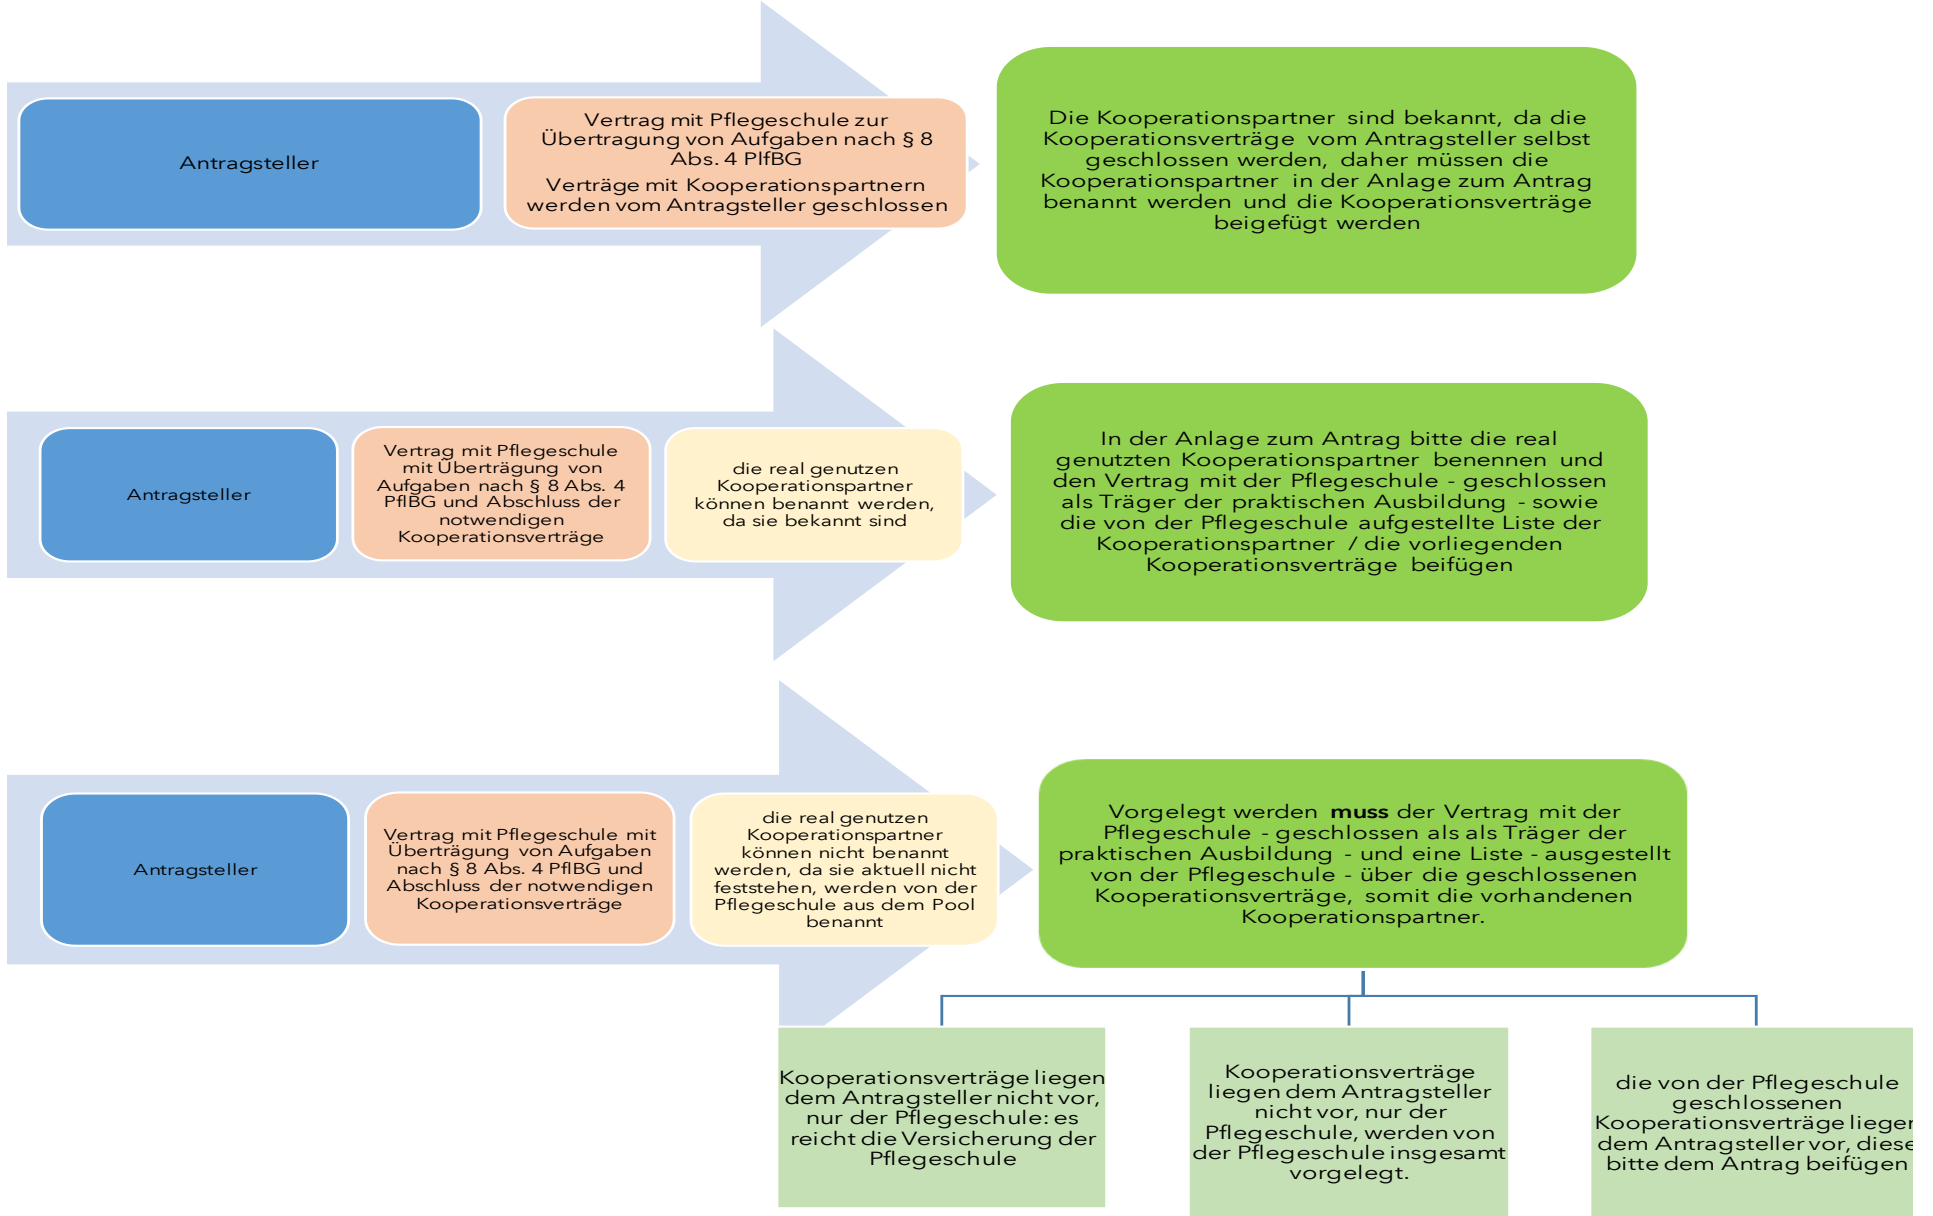 Antragsteller
Vertrag mit Pflegeschule zur
Übertragung von Aufgaben nach § 8
Abs. 4 PlfBG
Verträge mit Kooperationspartnern
werden vom Antragsteller geschlossen
Die Kooperationspartner sind bekannt, da die
Kooperationsverträge vom Antragsteller selbst
geschlossen werden, daher müssen die
Kooperationspartner in der Anlage zum Antrag
benannt werden und die Kooperationsverträge
beigefügt werden
Antragsteller
Vertrag mit Pflegeschule
mit Überträgung von
Aufgaben nach § 8 Abs. 4
PflBG und Abschluss der
notwendigen
Kooperationsverträge
die real genutzen
Kooperationspartner
können benannt werden,
da sie bekannt sind
In der Anlage zum Antrag bitte die real
genutzten Kooperationspartner benennen und
den Vertrag mit der Pflegeschule - geschlossen
als Träger der praktischen Ausbildung - sowie
die von der Pflegeschule aufgestellte Liste der
Kooperationspartner / die vorliegenden
Kooperationsverträge beifügen
Antragsteller
Vertrag mit Pflegeschule mit
Überträgung von Aufgaben
nach § 8 Abs. 4 PflBG und
Abschluss der notwendigen
Kooperationsverträge
die real genutzen
Kooperationspartner
können nicht benannt
werden, da sie aktuell nicht
feststehen, werden von der
Pflegeschule aus dem Pool
benannt
Vorgelegt werden muss der Vertrag mit der
Pflegeschule - geschlossen als als Träger der
praktischen Ausbildung - und eine Liste - ausgestellt
von der Pflegeschule - über die geschlossenen
Kooperationsverträge, somit die vorhandenen
Kooperationspartner.
Kooperationsverträge liegen
dem Antragsteller nicht vor,
nur der Pflegeschule: es
reicht die Versicherung der
Pflegeschule
Kooperationsverträge
liegen dem Antragsteller
nicht vor, nur der
Pflegeschule, werden von
der Pflegeschule insgesamt
vorgelegt.
die von der Pflegeschule
geschlossenen
Kooperationsverträge liegen
dem Antragsteller vor, diese
bitte dem Antrag beifügen